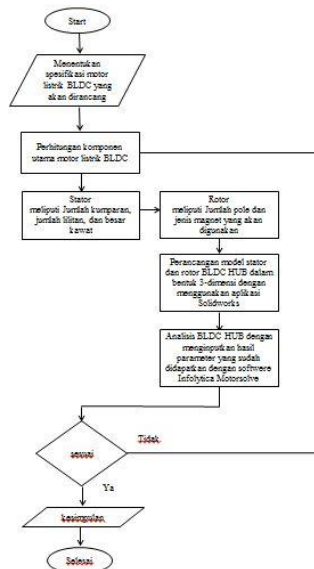 Start
Menentukan
spesifikasi motor
listrik BLDC yang
akan dirancang
Perhitungan komponen
utama motor listrik BLDC
Stator
meliputi Jumlah kumparan,
jumlah lilitan, dan besar
kawat
Rotor
meliputi Jumlah pole dan
jenis magnet yang akan
digunakan
Perancangan model stator
dan rotor BLDC HUB dalam
bentuk 3-dimensi dengan
menggunakan aplikasi
Solidworks
Analisis BLDC HUB dengan
menginputkan hasil
parameter yang sudah
didapatkan dengan softwere
Infolytica Motorsolve
sesuai
Tidak
Ya
kesimpulan
Selesai